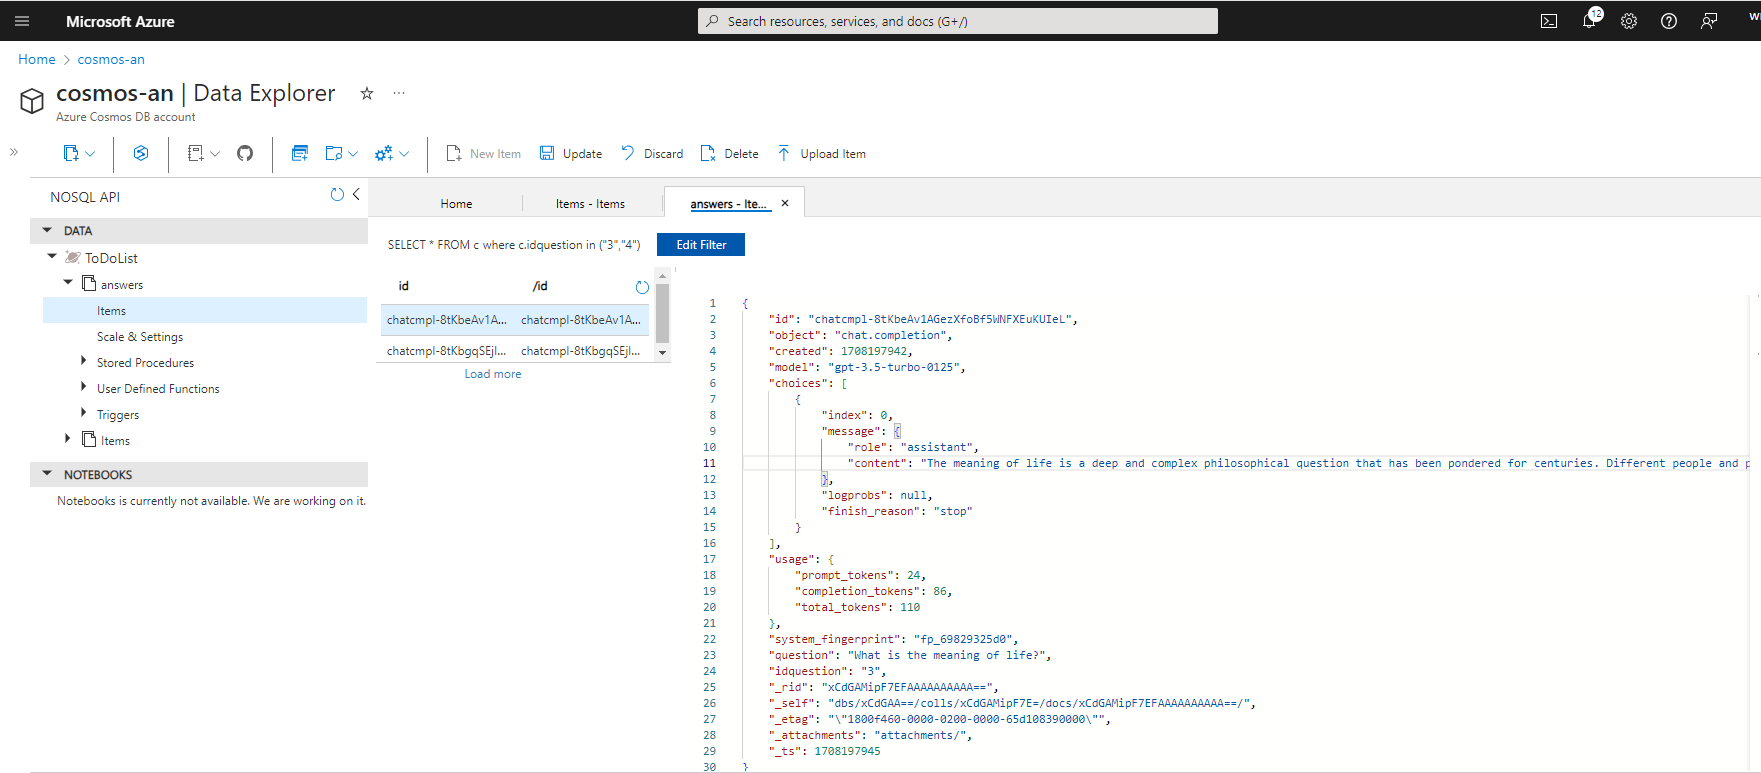 Microsoft Azure
Search resources, services, and docs (G+/)
12
Home > cosmos-an
cosmos-an | Data Explorer
Azure Cosmos DB account
New Item
Update
Discard
Delete
Upload Item
NOSQL API
DATA
ToDoList
answers
Items
Scale & Settings
Stored Procedures
User Defined Functions
Triggers
Items
NOTEBOOKS
Notebooks is currently not available. We are working on it.
Home
Items - Items
answers - Ite...
SELECT * FROM c where c.idquestion in ("3","4")
Edit Filter
id /id
chatcmpl-8tKbeAv1A... chatcmpl-8tKbeAv1A...
chatcmpl-8tKbgqSEjl... chatcmpl-8tKbgqSEjl...
Load more
1 {
2 "id": "chatcmpl-8tKbeAv1AGezXfoBf5WNFXEuKUIeL",
3 "object": "chat.completion",
4 "created": 1708197942,
5 "model": "gpt-3.5-turbo-0125",
6 "choices": [
7 {
8 "index": 0,
9 "message": {
10 "role": "assistant",
11 "content": "The meaning of life is a deep and complex philosophical question that has been pondered for centuries. Different people and p
12 },
13 "logprobs": null,
14 "finish_reason": "stop"
15 }
16 ],
17 "usage": {
18 "prompt_tokens": 24,
19 "completion_tokens": 86,
20 "total_tokens": 110
21 },
22 "system_fingerprint": "fp_69829325d0",
23 "question": "What is the meaning of life?",
24 "idquestion": "3",
25 "_rid": "xCdGAMipF7EFAAAAAAAAAA==",
26 "_self": "dbs/xCdGAA==/colls/xCdGAMipF7E=/docs/xCdGAMipF7EFAAAAAAAAAA==/",
27 "_etag": "\"1800f460-0000-0200-0000-65d108390000\"",
28 "_attachments": "attachments/",
29 "_ts": 1708197945
30 }